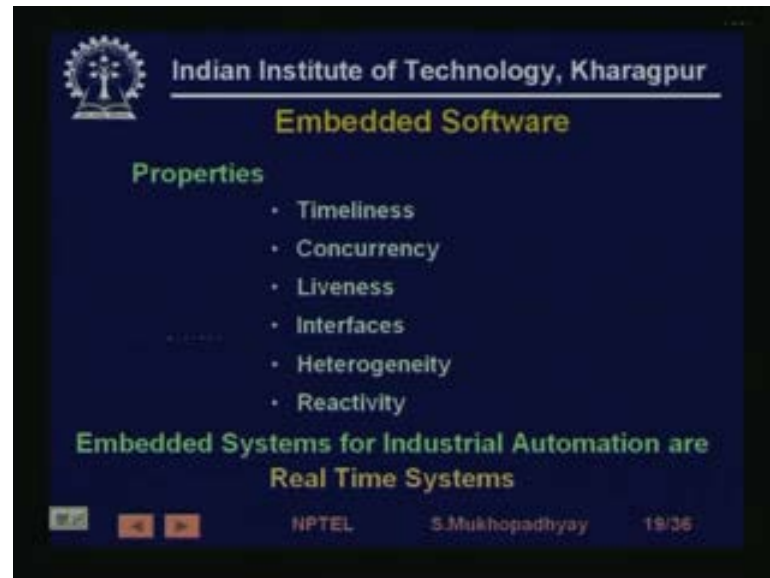 Indian Institute of Technology, Kharagpur
Embedded Software
Properties
• Timeliness
• Concurrency
• Liveness
• Interfaces
• Heterogeneity
• Reactivity
Embedded Systems for Industrial Automation are
Real Time Systems
NPTEL S.Mukhopadhyay 19/36